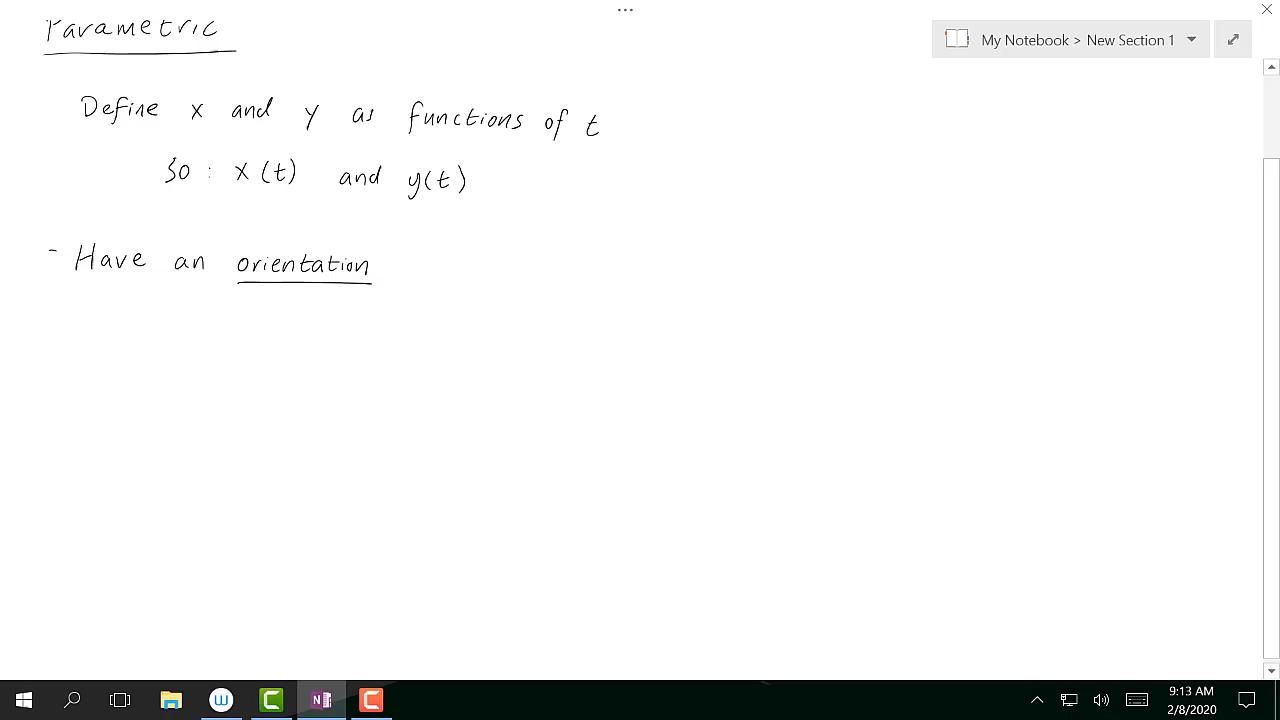 Parametric
My Notebook > New Section 1
Define x and y as functions of t
So : x(t) and y(t)
- Have an orientation
9:13 AM
2/8/2020